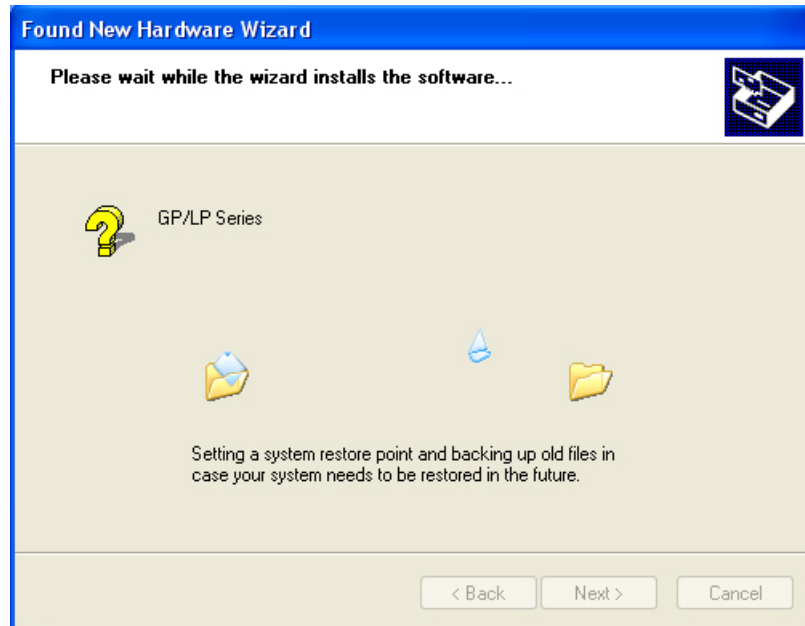 Found New Hardware Wizard
Please wait while the wizard installs the software...
GP/LP Series
Setting a system restore point and backing up old files in
case your system needs to be restored in the future.
< Back
Next >
Cancel